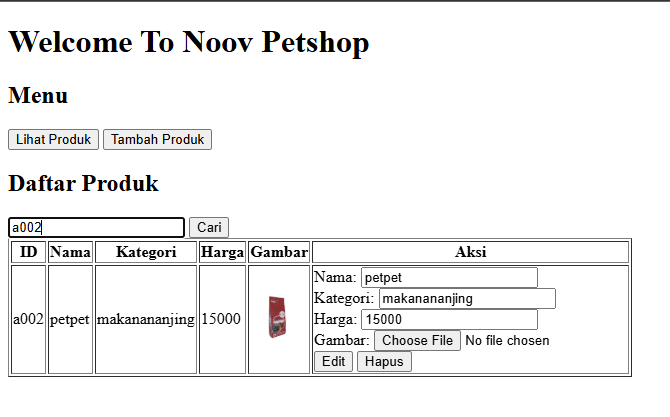 Welcome To Noov Petshop
Menu
Lihat Produk Tambah Produk
Daftar Produk
a002 Cari
ID Nama Kategori Harga Gambar Aksi
a002 petpet makanananjing 15000
Nama: petpet
Kategori: makanananjing
Harga: 15000
Gambar: Choose File No file chosen
Edit Hapus